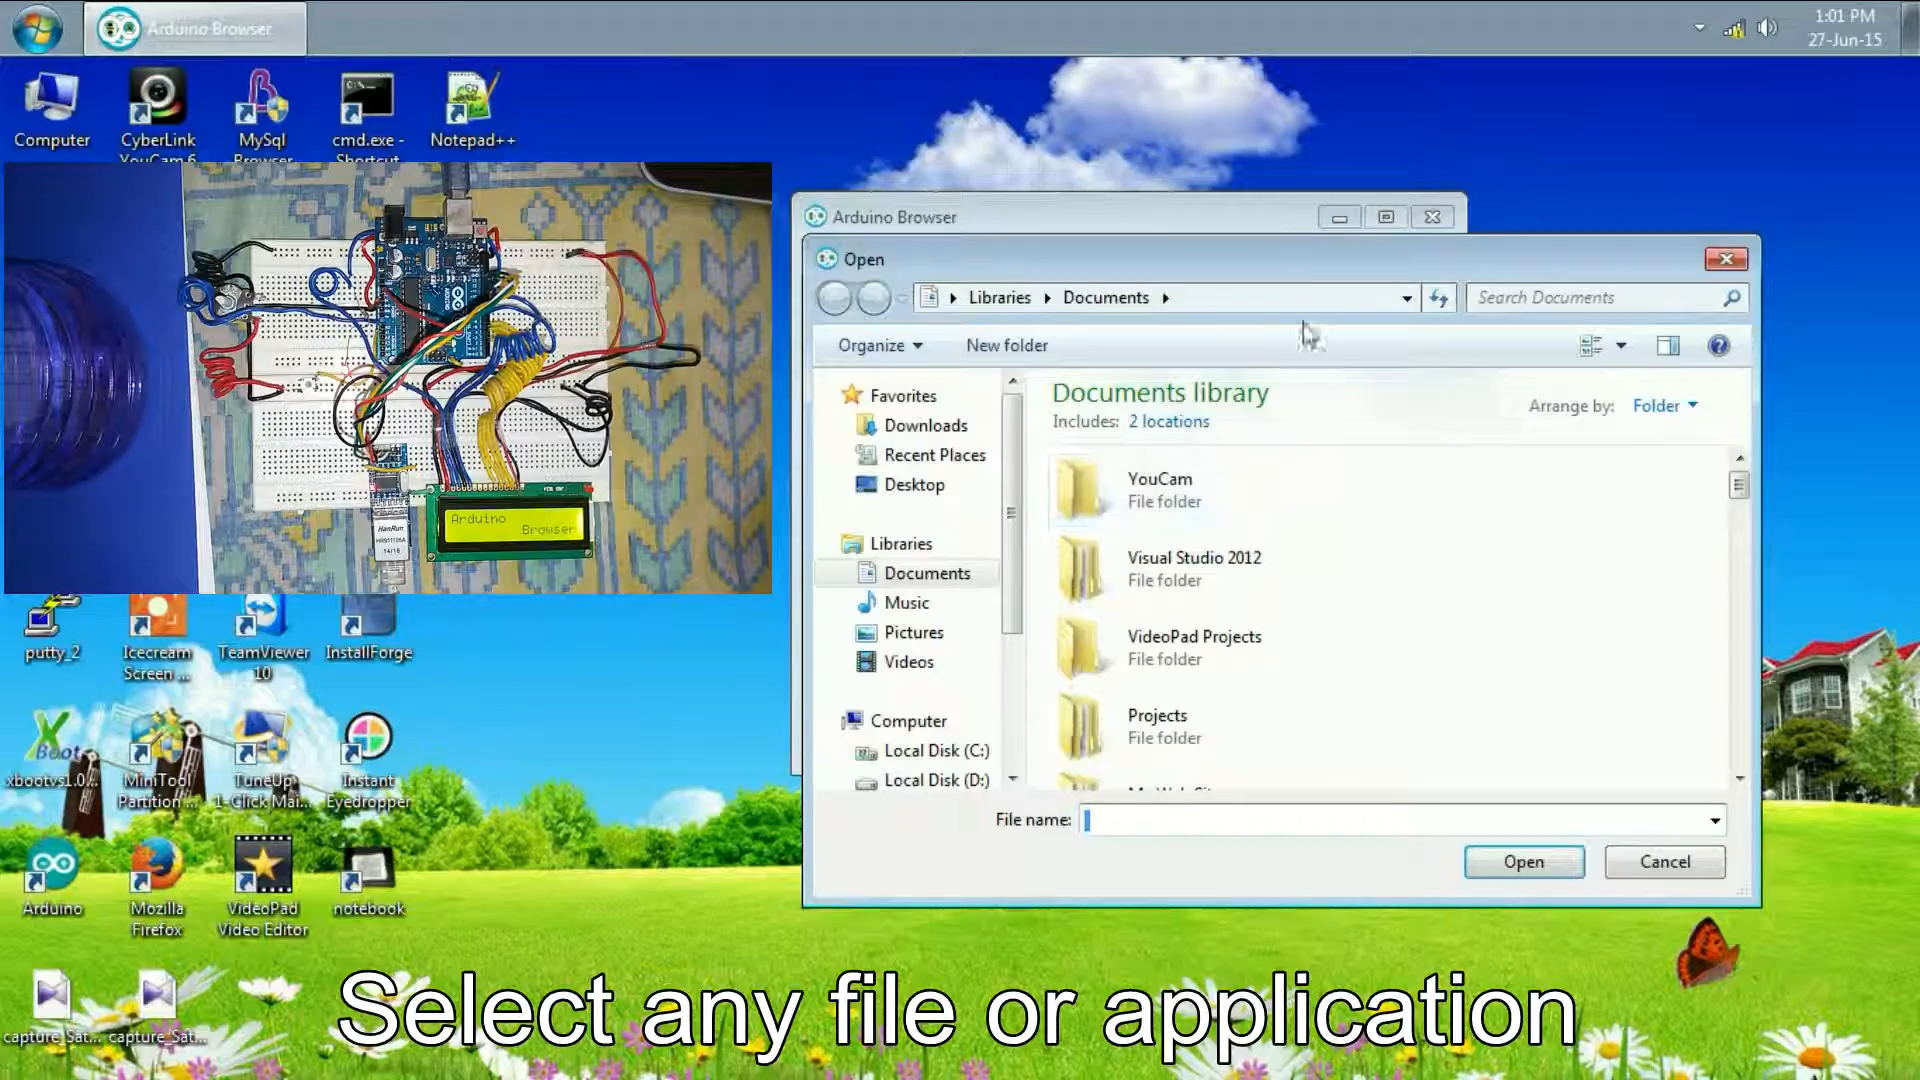 Arduino Browser
1:01 PM
27-Jun-15
Computer
CyberLink
YouCam 6
MySql
Browser
cmd.exe -
Shortcut
Notepad++
Arduino
Browser
HanRun
HR911105A
14/16
Arduino Browser
Open
Libraries
Documents
Search Documents
Organize
New folder
Favorites
Downloads
Recent Places
Desktop
Libraries
Documents
Music
Pictures
Videos
Computer
Local Disk (C:)
Local Disk (D:)
Documents library
Includes: 2 locations
Arrange by: Folder
YouCam
File folder
Visual Studio 2012
File folder
VideoPad Projects
File folder
Projects
File folder
File name:
Open
Cancel
putty_2
Icecream
Screen ...
TeamViewer
10
InstallForge
Boot
xbootvs1.0...
MiniTool
Partition ...
TuneUp
1-Click Mai...
Instant
Eyedropper
Arduino
Mozilla
Firefox
VideoPad
Video Editor
notebook
capture_Sat...
capture_Sat...
Select any file or application